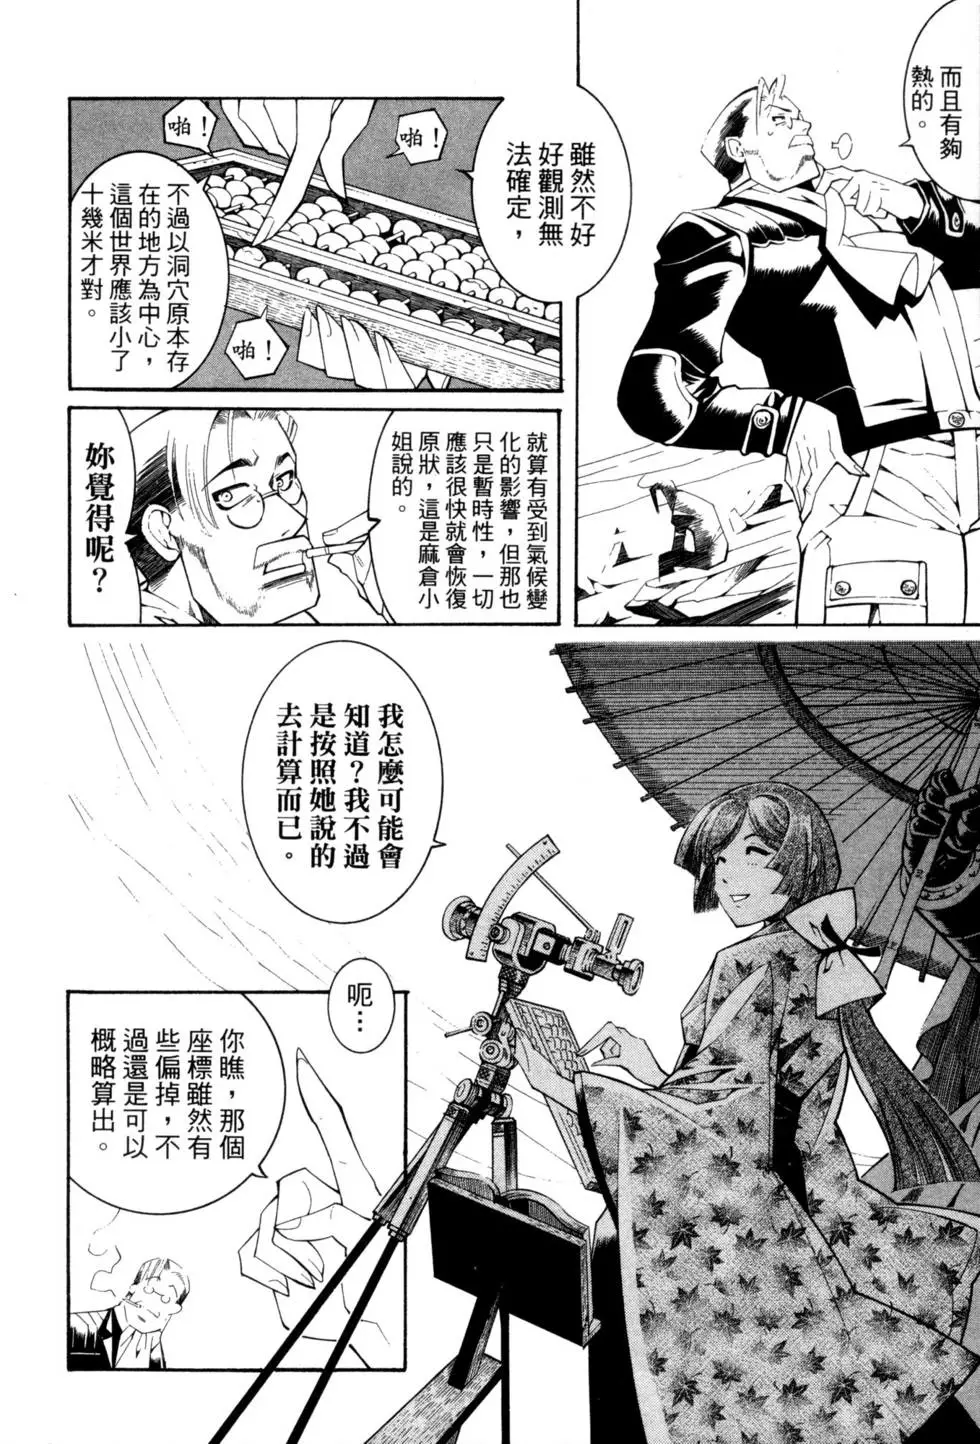 而且有夠
熱的。
雖然不好
好觀測無
法確定，
啪！
啪！
啪！
不過以洞穴原本存
在的地方為中心，
這個世界應該小了
十幾米才對。
就算有受到氣候變
化的影響，但那也
只是暫時性，一切
應該很快就會恢復
原狀，這是麻倉小
姐說的。
妳覺得呢？
我怎麼可能會
知道？我不過
是按照她說的
去計算而已。
呃…
你瞧，那個
座標雖然有
些偏掉，不
過還是可以
概略算出。